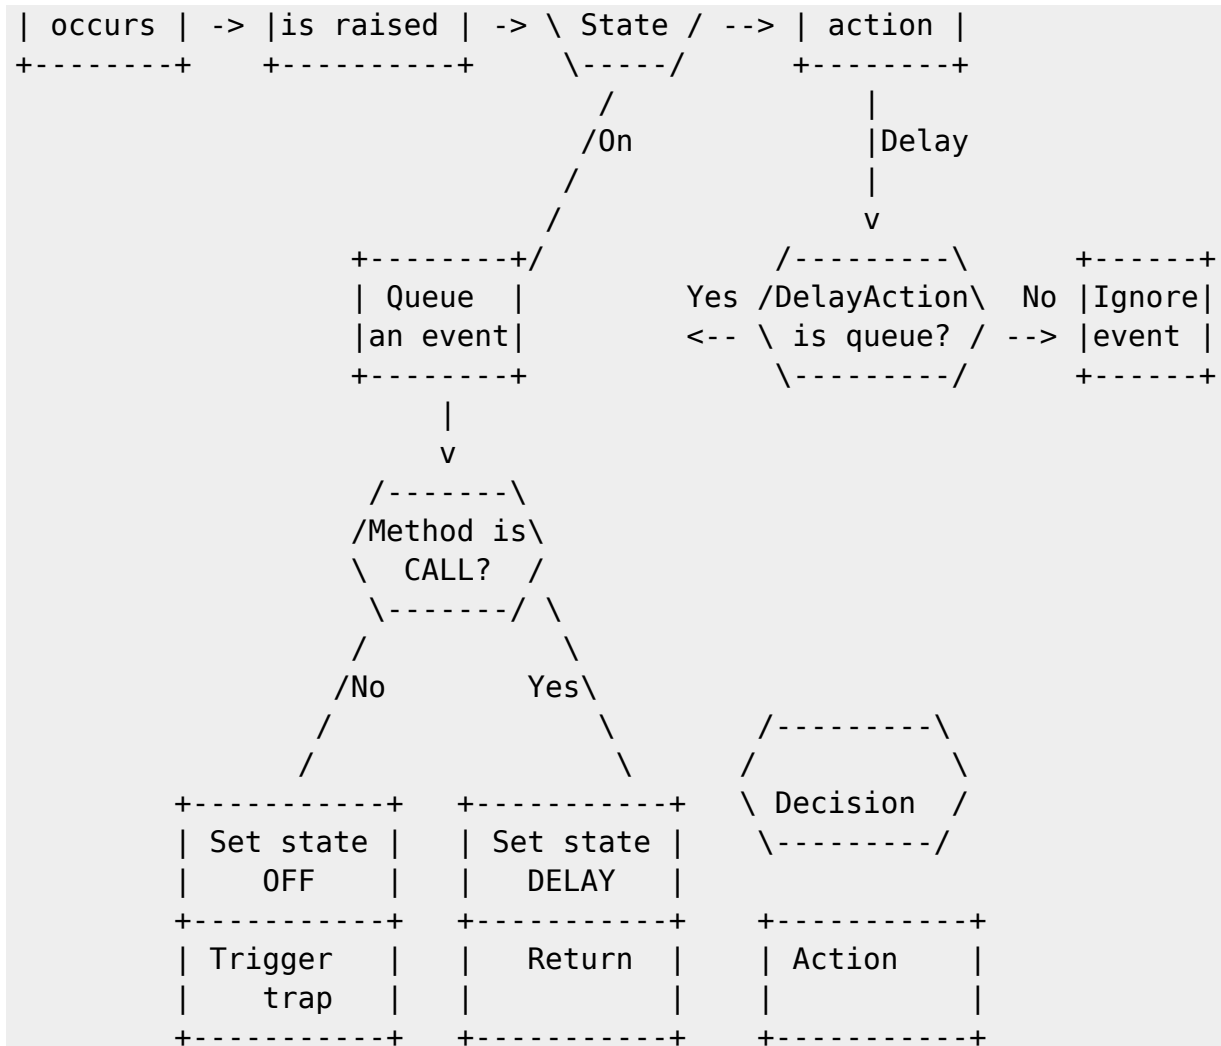 | occurs | -> |is raised | -> \ State / --> | action |
+--------+    +----------+     \-----/      +--------+
                                 /              |
                                /On             |Delay
                               /                |
                              /                 v
                   +--------+/             /---------\      +------+
                   | Queue  |         Yes /DelayAction\  No |Ignore|
                   |an event|         <-- \ is queue? / --> |event |
                   +--------+              \---------/      +------+
                        |
                        v
                    /-------\
                   /Method is\
                   \  CALL?  /
                    \-------/ \
                   /           \
                  /No        Yes\
                 /               \        /---------\
                /                 \      /           \
         +-----------+   +-----------+   \ Decision  /
         | Set state |   | Set state |    \---------/
         |    OFF    |   |   DELAY   |
         +-----------+   +-----------+    +-----------+
         | Trigger   |   |   Return  |    | Action    |
         |    trap   |   |           |    |           |
         +-----------+   +-----------+    +-----------+